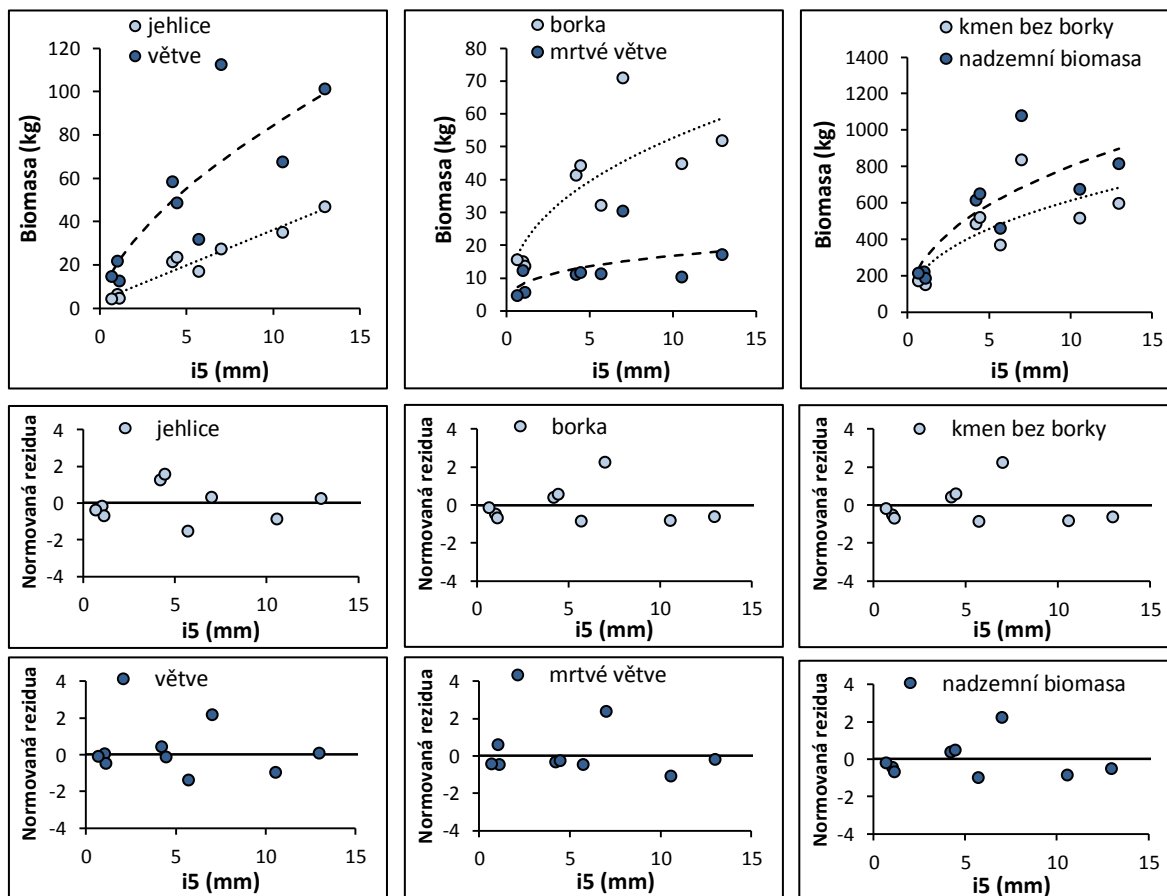 jehlice
větve
120
100
80
60
40
20
0
Biomasa (kg)
0 5 10 15
i5 (mm)
borka
mrtvé větve
80
70
60
50
40
30
20
10
0
Biomasa (kg)
0 5 10 15
i5 (mm)
kmen bez borky
nadzemní biomasa
1400
1200
1000
800
600
400
200
0
Biomasa (kg)
0 5 10 15
i5 (mm)
jehlice
4
2
0
-2
-4
Normovaná rezidua
0 5 10 15
i5 (mm)
borka
4
2
0
-2
-4
Normovaná rezidua
0 5 10 15
i5 (mm)
kmen bez borky
4
2
0
-2
-4
Normovaná rezidua
0 5 10 15
i5 (mm)
větve
4
2
0
-2
-4
Normovaná rezidua
0 5 10 15
i5 (mm)
mrtvé větve
4
2
0
-2
-4
Normovaná rezidua
0 5 10 15
i5 (mm)
nadzemní biomasa
4
2
0
-2
-4
Normovaná rezidua
0 5 10 15
i5 (mm)